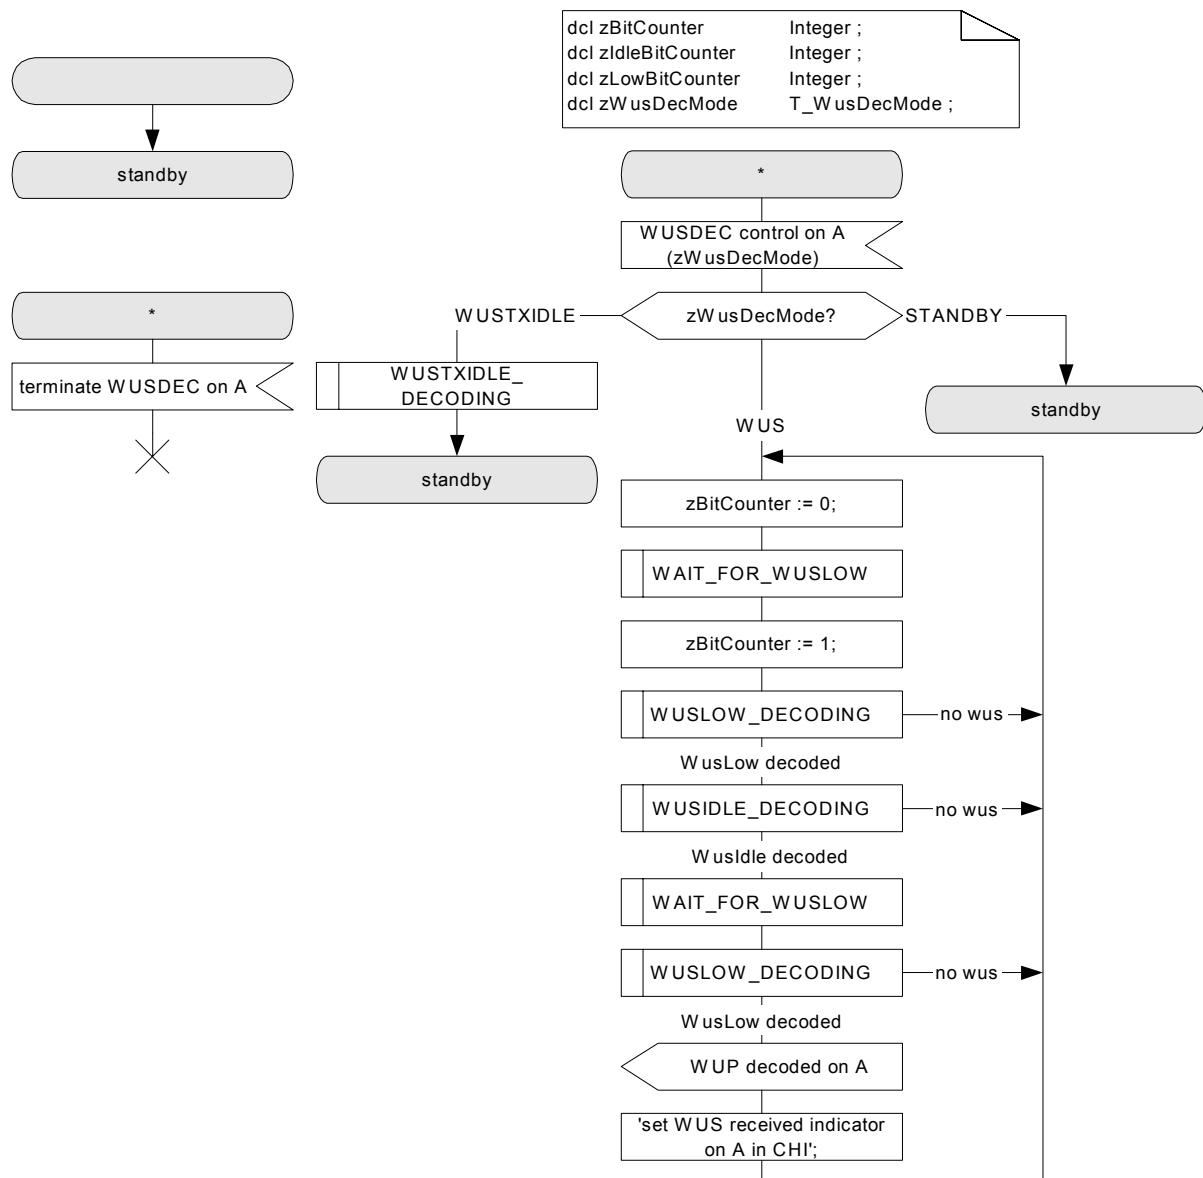 dcl zBitCounter Integer ;
dcl zIdleBitCounter Integer ;
dcl zLowBitCounter Integer ;
dcl zWusDecMode T_WusDecMode ;
standby
*
WUSDEC control on A
(zWusDecMode)
*
terminate WUSDEC on A
WUSTXIDLE
zWusDecMode?
STANDBY
WUSTXIDLE_
DECODING
standby
standby
WUS
zBitCounter := 0;
WAIT_FOR_WUSLOW
zBitCounter := 1;
WUSLOW_DECODING
no wus
WusLow decoded
WUSIDLE_DECODING
no wus
WusIdle decoded
WAIT_FOR_WUSLOW
WUSLOW_DECODING
no wus
WusLow decoded
WUP decoded on A
'set WUS received indicator
on A in CHI';